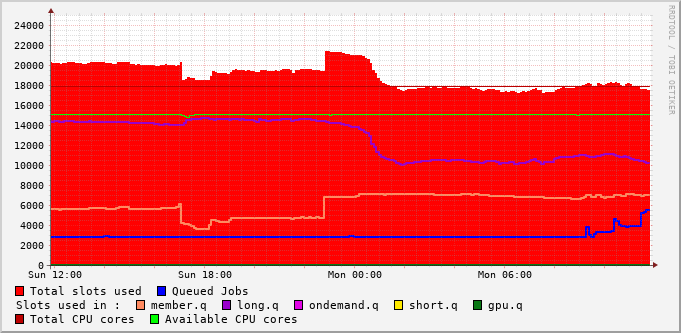 24000
22000
20000
18000
16000
14000
12000
10000
8000
6000
4000
2000
0
Sun 12:00 Sun 18:00 Mon 00:00 Mon 06:00
Total slots used Queued Jobs
Slots used in : member.q long.q ondemand.q short.q gpu.q
Total CPU cores Available CPU cores
RRDTOOL / TOBI OETIKER